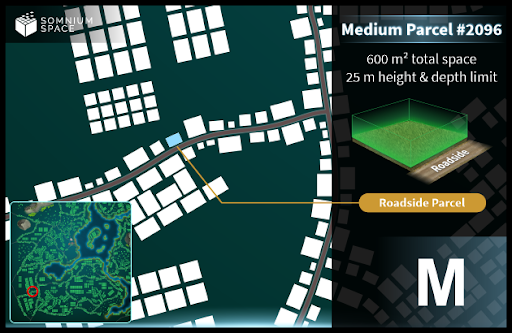 SOMNIUM
SPACE
Medium Parcel #2096
600 m² total space
25 m height & depth limit
Roadside
Roadside Parcel
M